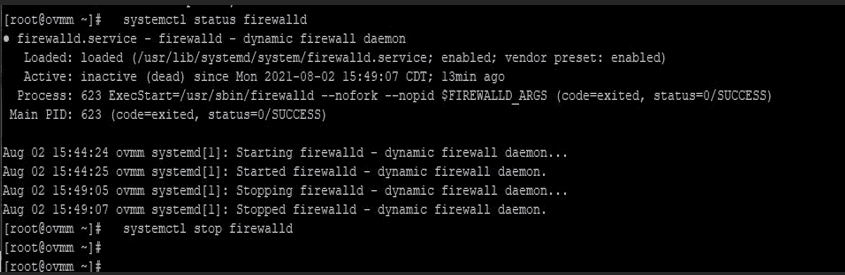 [root@ovmm ~]#   systemctl status firewalld
● firewalld.service - firewalld - dynamic firewall daemon
   Loaded: loaded (/usr/lib/systemd/system/firewalld.service; enabled; vendor preset: enabled)
   Active: inactive (dead) since Mon 2021-08-02 15:49:07 CDT; 13min ago
  Process: 623 ExecStart=/usr/sbin/firewalld --nofork --nopid $FIREWALLD_ARGS (code=exited, status=0/SUCCESS)
 Main PID: 623 (code=exited, status=0/SUCCESS)

Aug 02 15:44:24 ovmm systemd[1]: Starting firewalld - dynamic firewall daemon...
Aug 02 15:44:25 ovmm systemd[1]: Started firewalld - dynamic firewall daemon.
Aug 02 15:49:05 ovmm systemd[1]: Stopping firewalld - dynamic firewall daemon...
Aug 02 15:49:07 ovmm systemd[1]: Stopped firewalld - dynamic firewall daemon.
[root@ovmm ~]#   systemctl stop firewalld
[root@ovmm ~]#
[root@ovmm ~]#